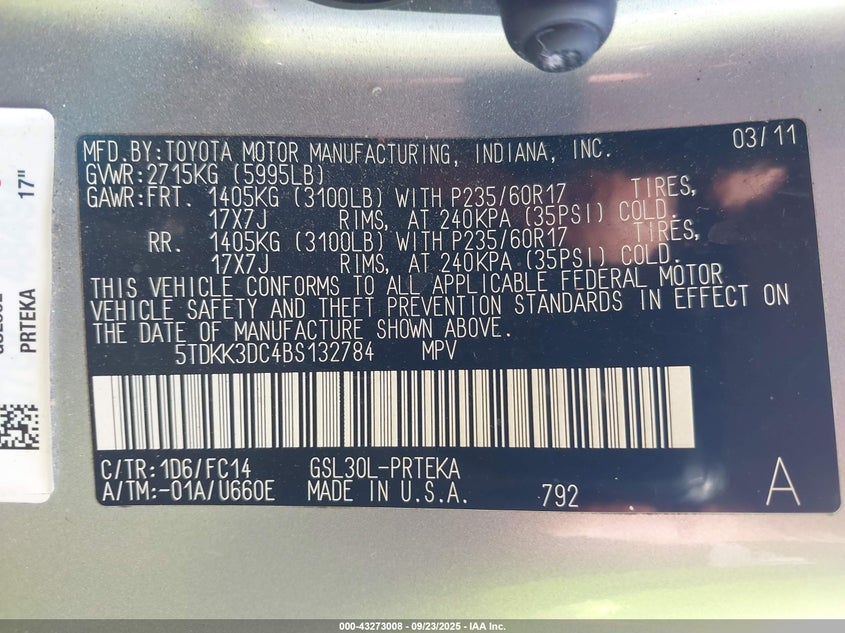 MFD.BY:TOYOTA MOTOR MANUFACTURING, INDIANA, INC. 03/11
GVWR:2715KG (5995LB)
GAWR:FRT. 1405KG (3100LB) WITH P235/60R17 TIRES,
17X7J RIMS, AT 240KPA (35PSI) COLD.
RR. 1405KG (3100LB) WITH P235/60R17 TIRES,
17X7J RIMS, AT 240KPA (35PSI) COLD.
THIS VEHICLE CONFORMS TO ALL APPLICABLE FEDERAL MOTOR
VEHICLE SAFETY AND THEFT PREVENTION STANDARDS IN EFFECT ON
THE DATE OF MANUFACTURE SHOWN ABOVE.
5TDKK3DC4BS132784 MPV
C/TR:1D6/FC14 GSL30L-PRTEKA
A/TM:-01A/U660E MADE IN U.S.A. 792 A
17"
PRTEKA
000-43273008 - 09/23/2025 - IAA Inc.